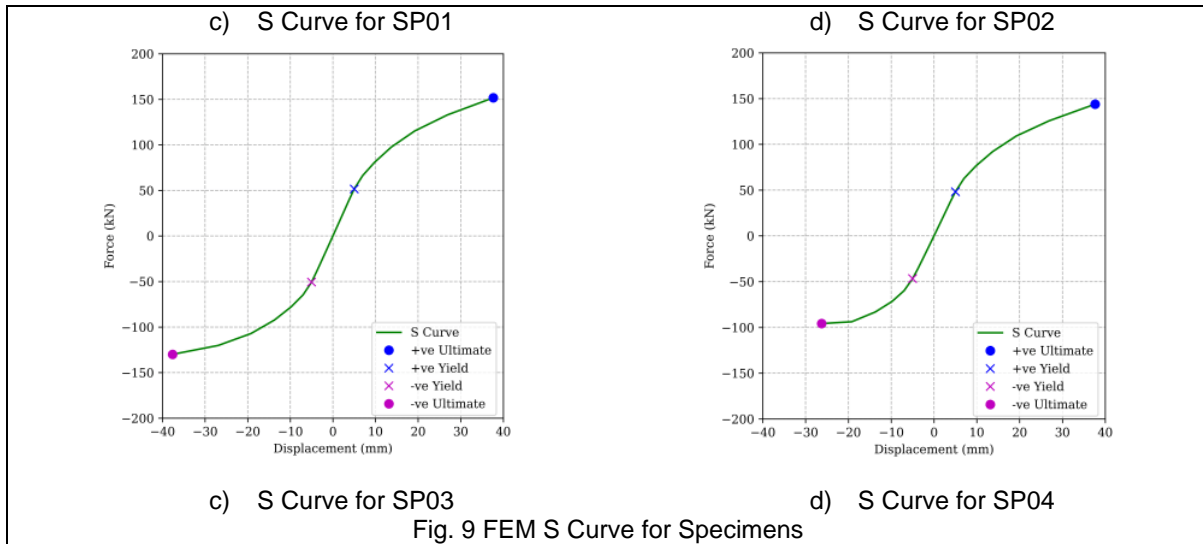 c) S Curve for SP01
d) S Curve for SP02
200
150
100
50
0
−50
−100
−150
−200
Force (kN)
−40 −30 −20 −10 0 10 20 30 40
Displacement (mm)
S Curve
+ve Ultimate
+ve Yield
-ve Yield
-ve Ultimate
200
150
100
50
0
−50
−100
−150
−200
Force (kN)
−40 −30 −20 −10 0 10 20 30 40
Displacement (mm)
S Curve
+ve Ultimate
+ve Yield
-ve Yield
-ve Ultimate
c) S Curve for SP03
d) S Curve for SP04
Fig. 9 FEM S Curve for Specimens